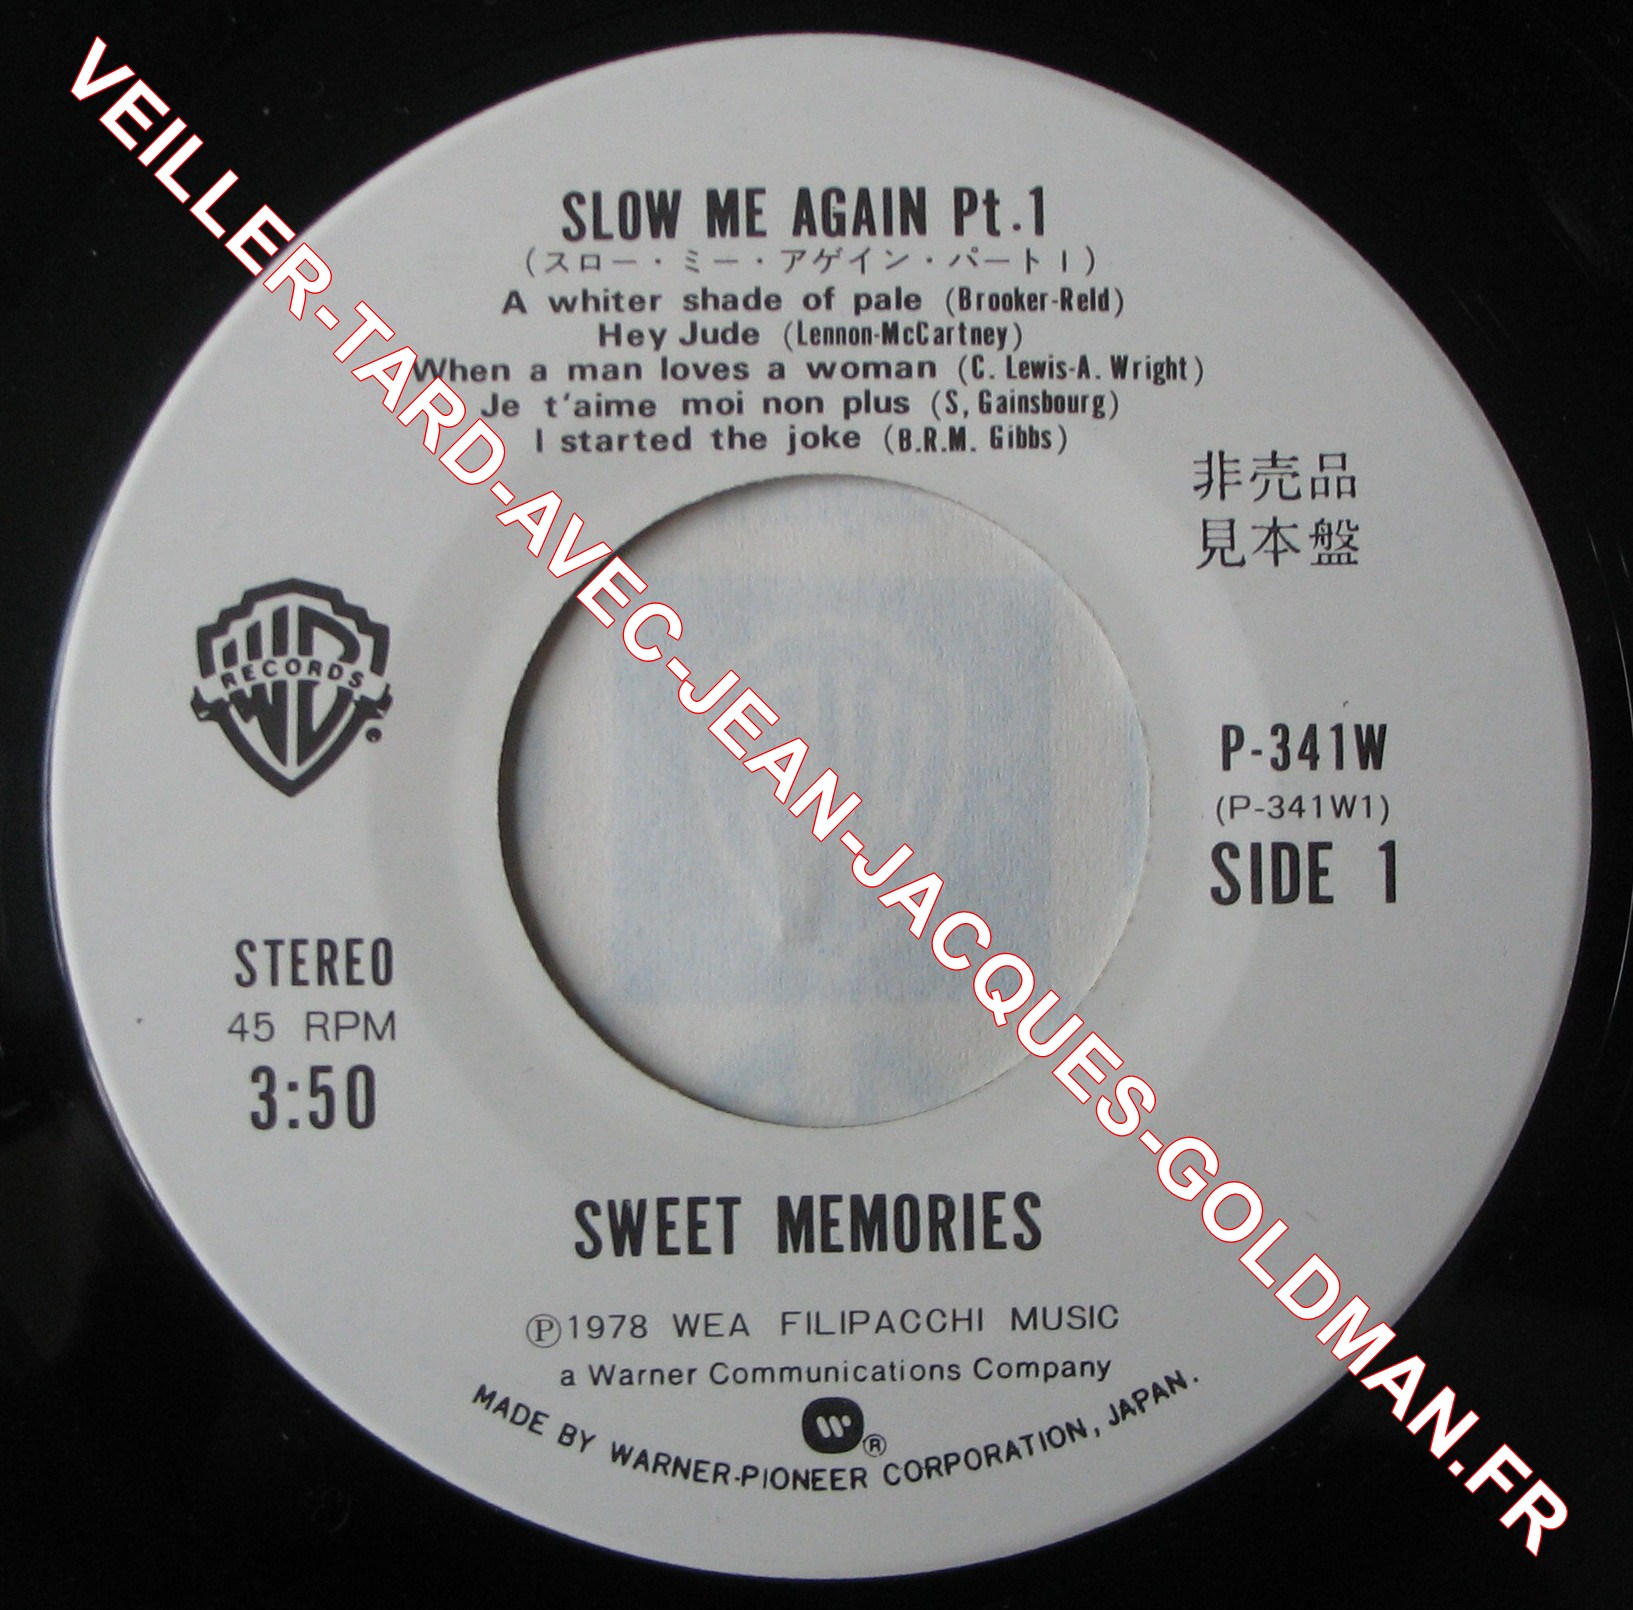 VEILLER-TARD-AVEC-JEAN-JACQUES-GOLDMAN.FR
SLOW ME AGAIN Pt.1
(スロー・ミー・アゲイン・パートI)
A whiter shade of pale (Brooker-Reld)
Hey Jude (Lennon-McCartney)
When a man loves a woman (C. Lewis-A. Wright)
Je t'aime moi non plus (S, Gainsbourg)
I started the joke (B.R.M. Gibbs)
非売品
見本盤
RECORDS
P-341W
(P-341W1)
SIDE 1
STEREO
45 RPM
3:50
SWEET MEMORIES
Ⓟ1978 WEA FILIPACCHI MUSIC
a Warner Communications Company
®
MADE BY WARNER-PIONEER CORPORATION, JAPAN.